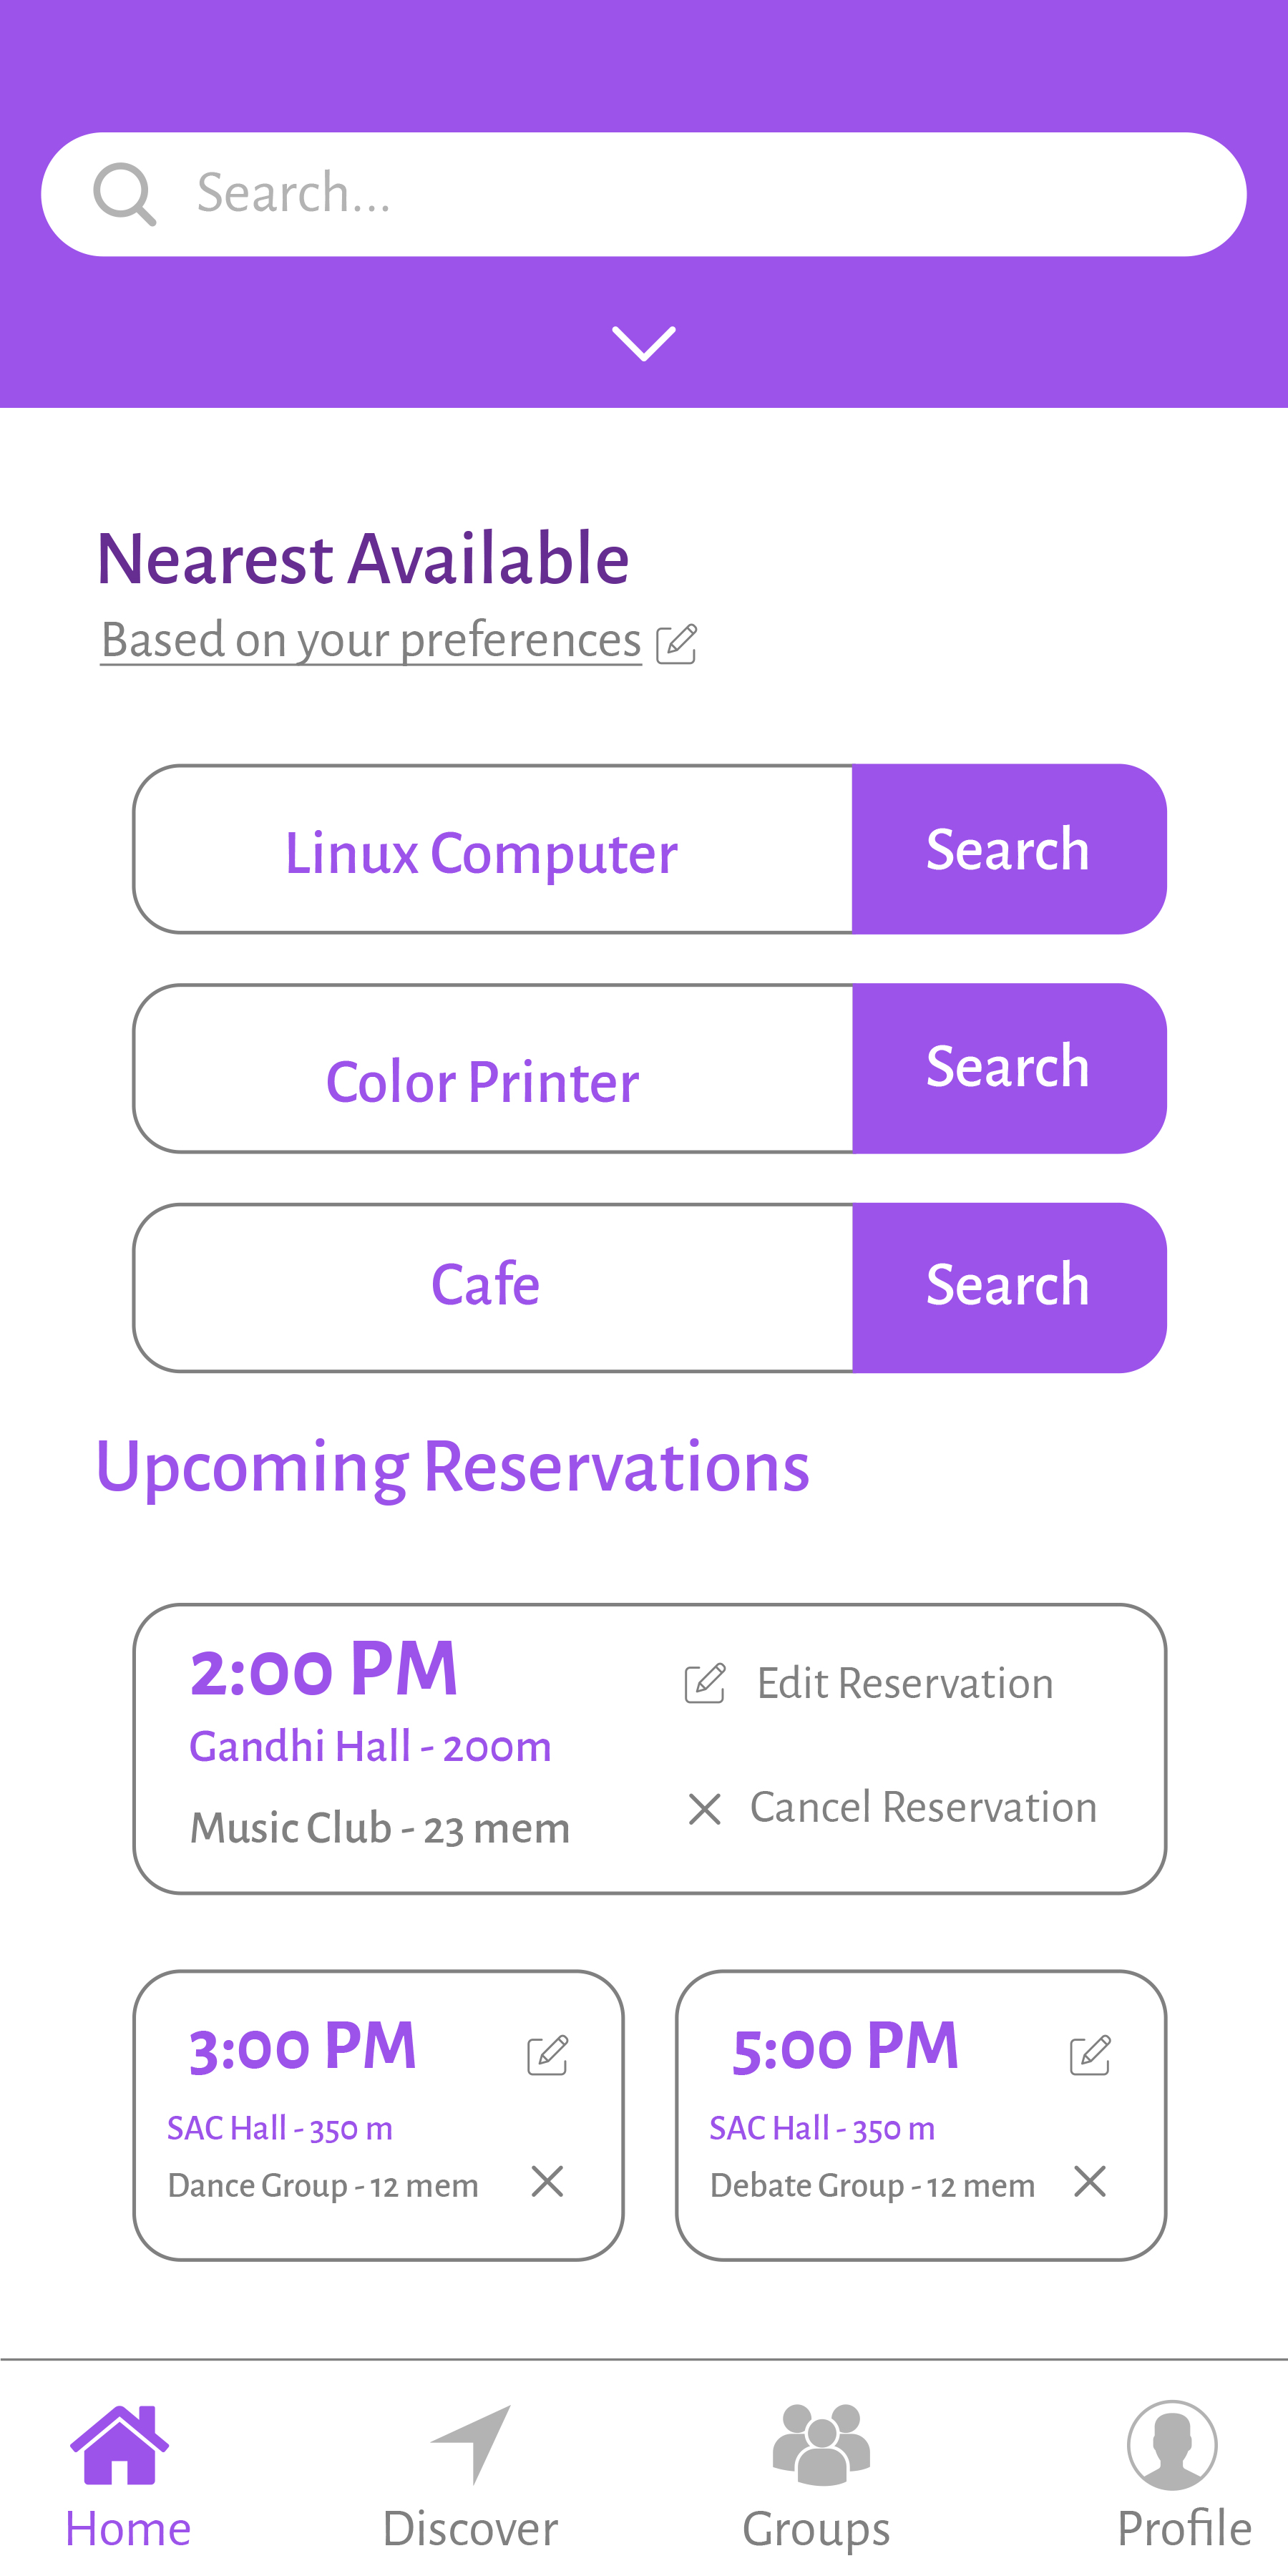 Search...
Nearest Available
Based on your preferences
Linux Computer
Search
Color Printer
Search
Cafe
Search
Upcoming Reservations
2:00 PM
Gandhi Hall - 200m
Music Club - 23 mem
Edit Reservation
Cancel Reservation
3:00 PM
SAC Hall - 350 m
Dance Group - 12 mem
5:00 PM
SAC Hall - 350 m
Debate Group - 12 mem
Home
Discover
Groups
Profile